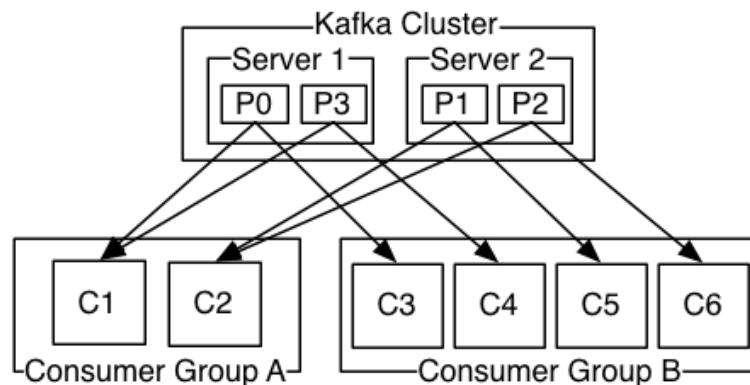 Kafka Cluster
Server 1 Server 2
P0 P3 P1 P2
C1 C2 C3 C4 C5 C6
Consumer Group A Consumer Group B